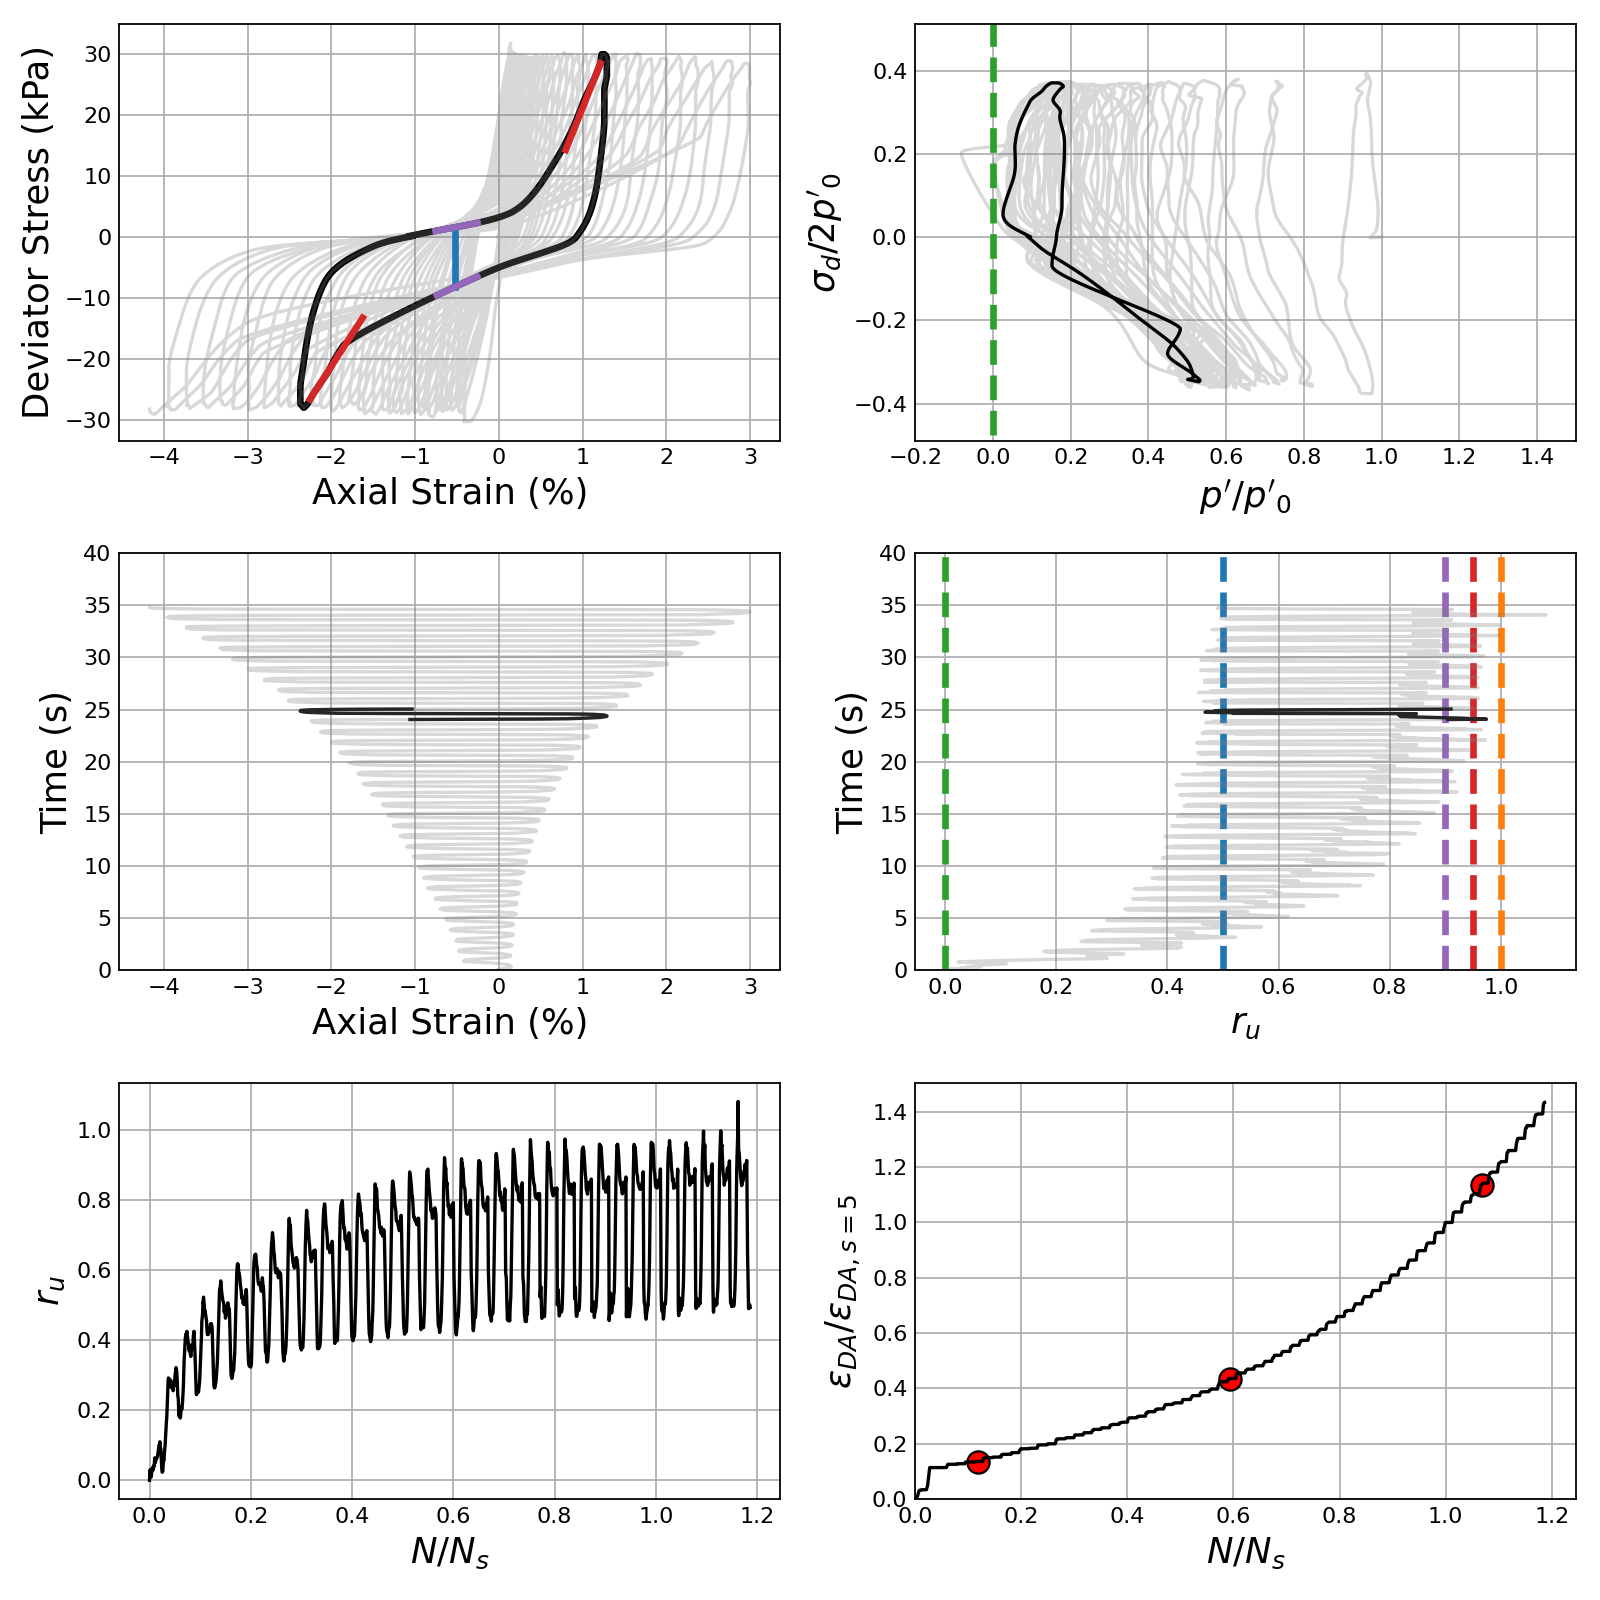 30
20
10
0
−10
−20
−30
Deviator Stress (kPa)
−4 −3 −2 −1 0 1 2 3
Axial Strain (%)
0.4
0.2
0.0
−0.2
−0.4
σd/2p′0
−0.2 0.0 0.2 0.4 0.6 0.8 1.0 1.2 1.4
p′/p′0
40
35
30
25
20
15
10
5
0
Time (s)
−4 −3 −2 −1 0 1 2 3
Axial Strain (%)
40
35
30
25
20
15
10
5
0
Time (s)
0.0 0.2 0.4 0.6 0.8 1.0
ru
1.0
0.8
0.6
0.4
0.2
0.0
ru
0.0 0.2 0.4 0.6 0.8 1.0 1.2
N/Ns
1.4
1.2
1.0
0.8
0.6
0.4
0.2
0.0
εDA/εDA, s = 5
0.0 0.2 0.4 0.6 0.8 1.0 1.2
N/Ns